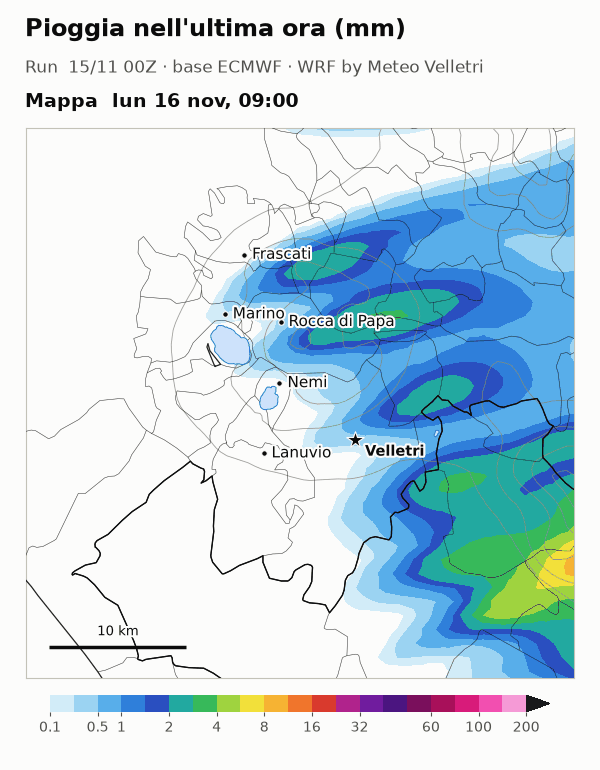 Pioggia nell'ultima ora (mm)
Run  15/11 00Z · base ECMWF · WRF by Meteo Velletri
Mappa  lun 16 nov, 09:00
Frascati
Marino
Rocca di Papa
Nemi
Velletri
Lanuvio
10 km
0.1 0.5 1 2 4 8 16 32 60 100 200